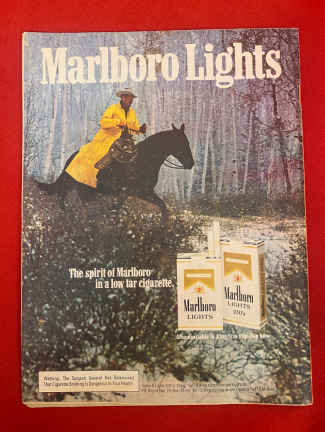 Marlboro Lights
The spirit of Marlboro
in a low tar cigarette.
Marlboro
LIGHTS
Marlboro
LIGHTS
100's
Warning: The Surgeon General Has Determined
That Cigarette Smoking Is Dangerous to Your Health.